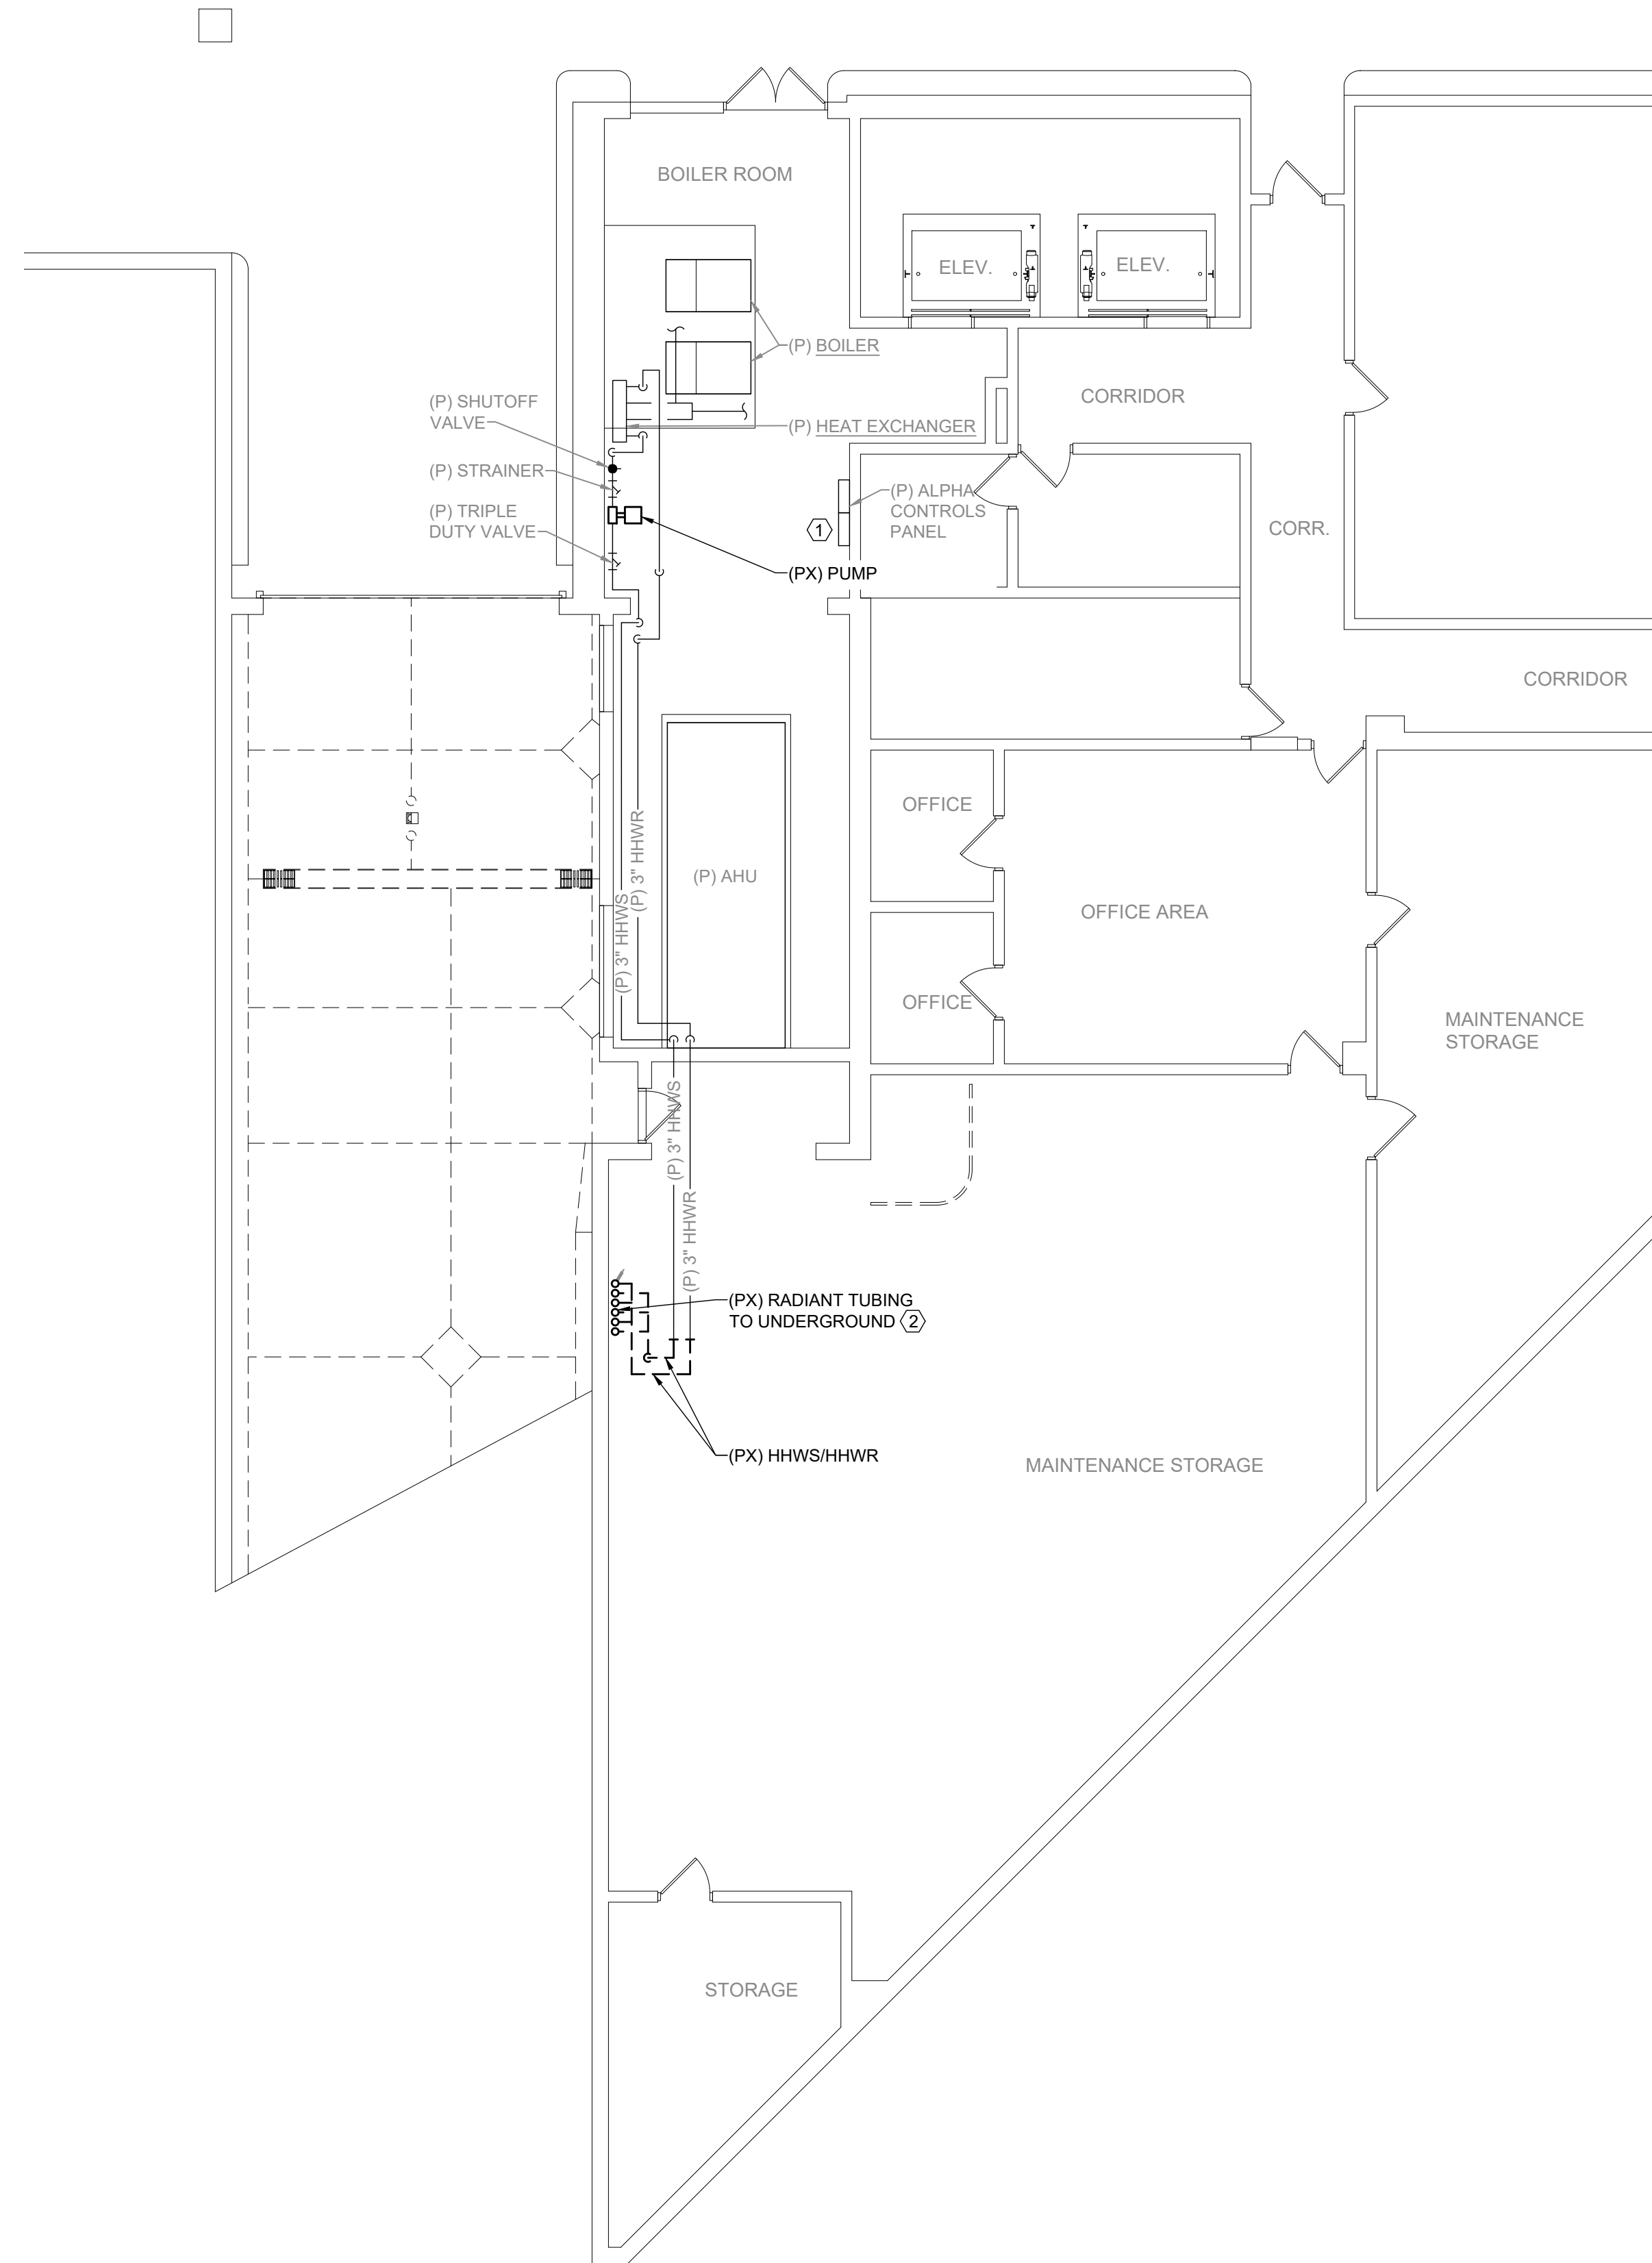 BOILER ROOM
ELEV.
ELEV.
(P) BOILER
(P) SHUTOFF
VALVE
CORRIDOR
(P) HEAT EXCHANGER
(P) STRAINER
(P) ALPHA
CONTROLS
PANEL
(P) TRIPLE
DUTY VALVE
1
CORR.
(PX) PUMP
CORRIDOR
OFFICE
(P) 3" HHWR
(P) AHU
(P) 3" HHWS
OFFICE AREA
OFFICE
MAINTENANCE
STORAGE
(P) 3" HHWS
(P) 3" HHWR
(PX) RADIANT TUBING
TO UNDERGROUND 2
(PX) HHWS/HHWR
MAINTENANCE STORAGE
STORAGE